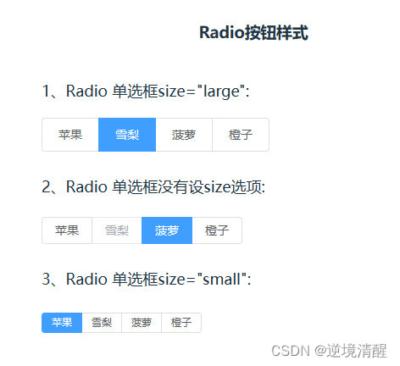 Radio按钮样式
1、Radio 单选框size="large":
苹果 雪梨 菠萝 橙子
2、Radio 单选框没有设size选项:
苹果 雪梨 菠萝 橙子
3、Radio 单选框size="small":
苹果 雪梨 菠萝 橙子
CSDN @逆境清醒